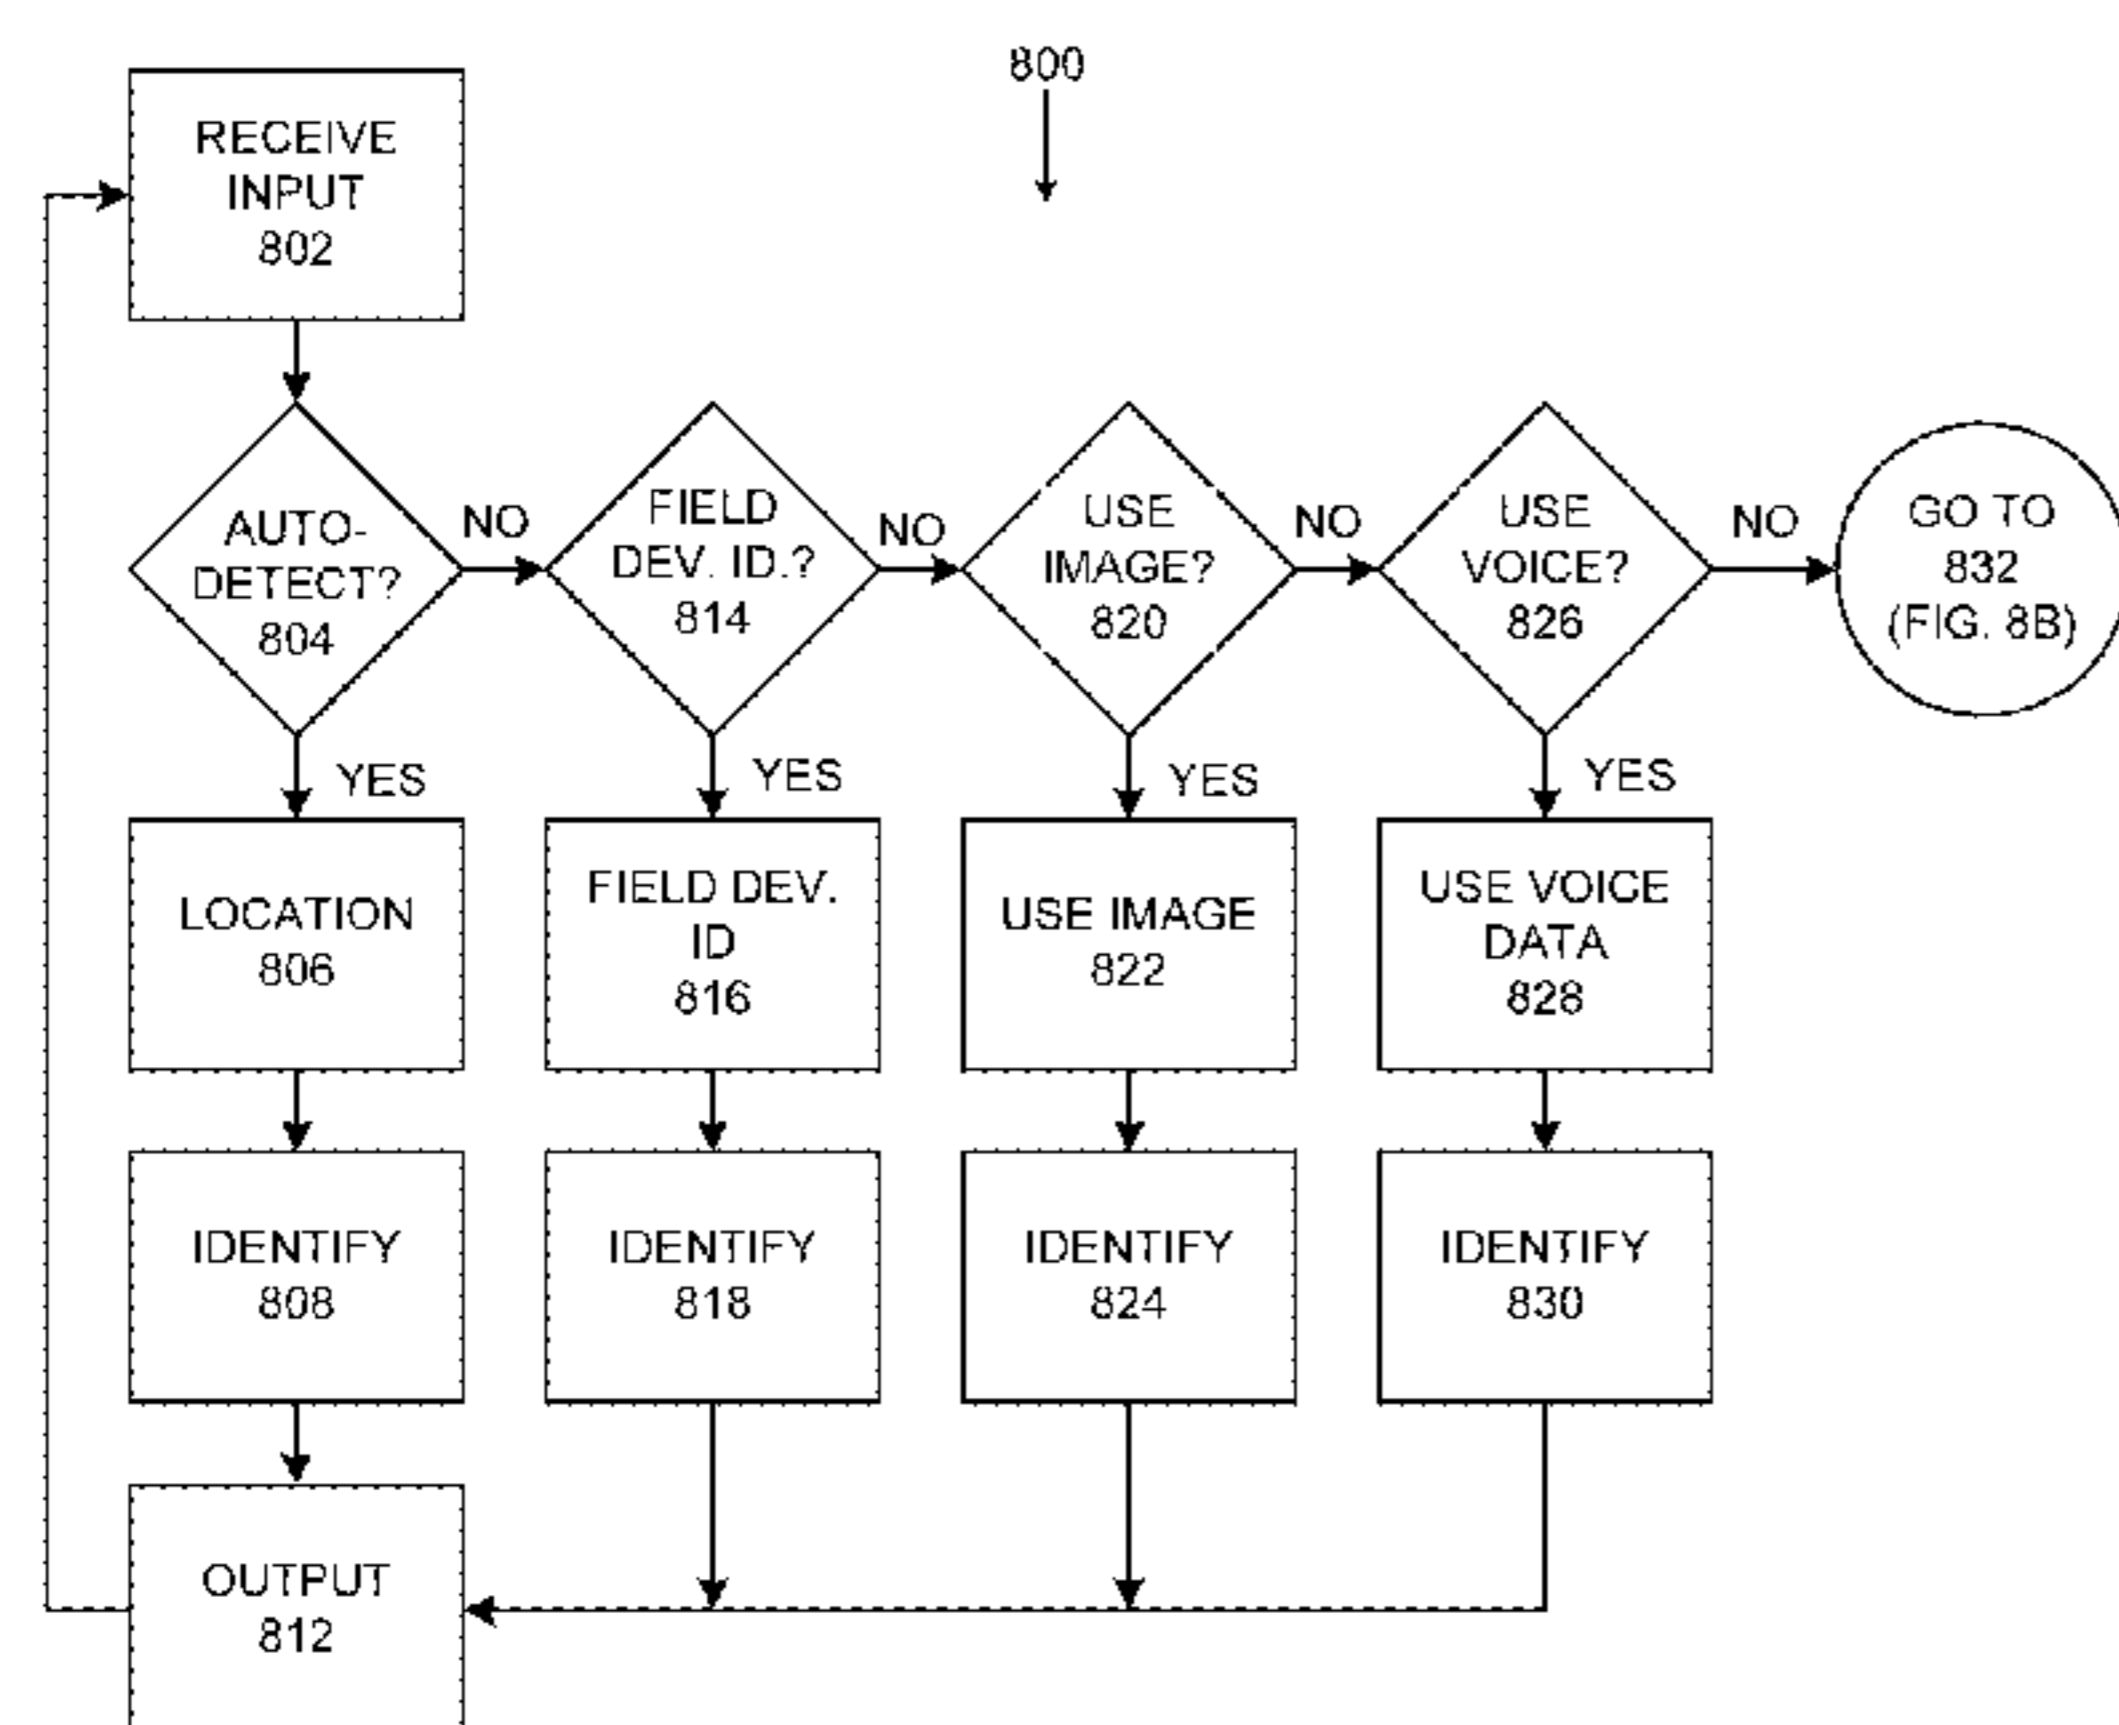 800
RECEIVE
INPUT
802
AUTO-
DETECT?
804
NO
FIELD
DEV. ID.?
814
NO
USE
IMAGE?
820
NO
USE
VOICE?
826
NO
GO TO
832
(FIG. 8B)
YES
YES
YES
YES
LOCATION
806
FIELD DEV.
ID
816
USE IMAGE
822
USE VOICE
DATA
828
IDENTIFY
808
IDENTIFY
818
IDENTIFY
824
IDENTIFY
830
OUTPUT
812